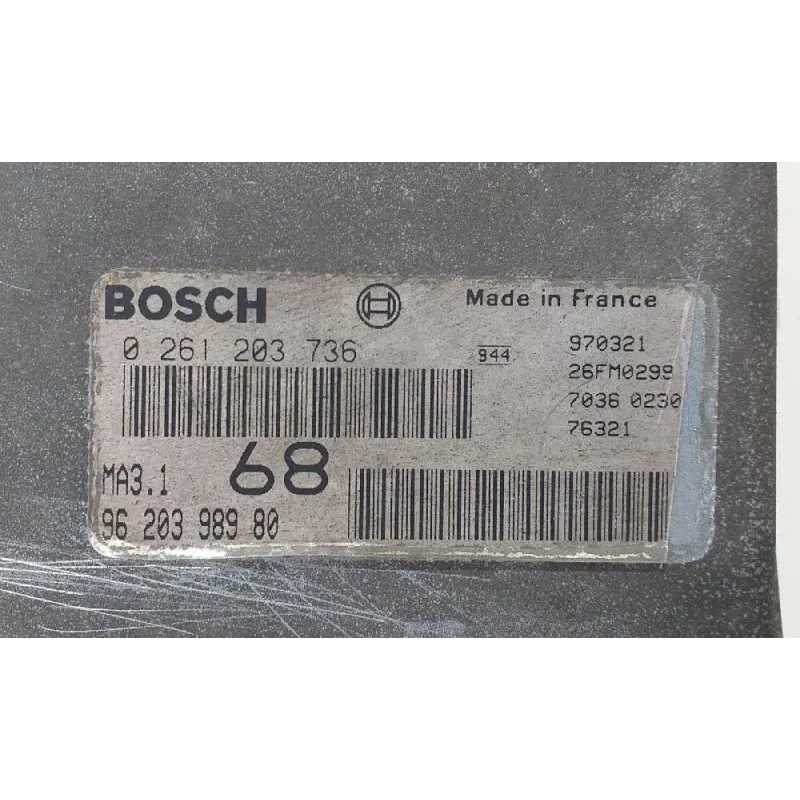 BOSCH
Made in France
0 261 203 736
944
970321
26FM0299
7036 0230
76321
MA3.1
68
96 203 989 80